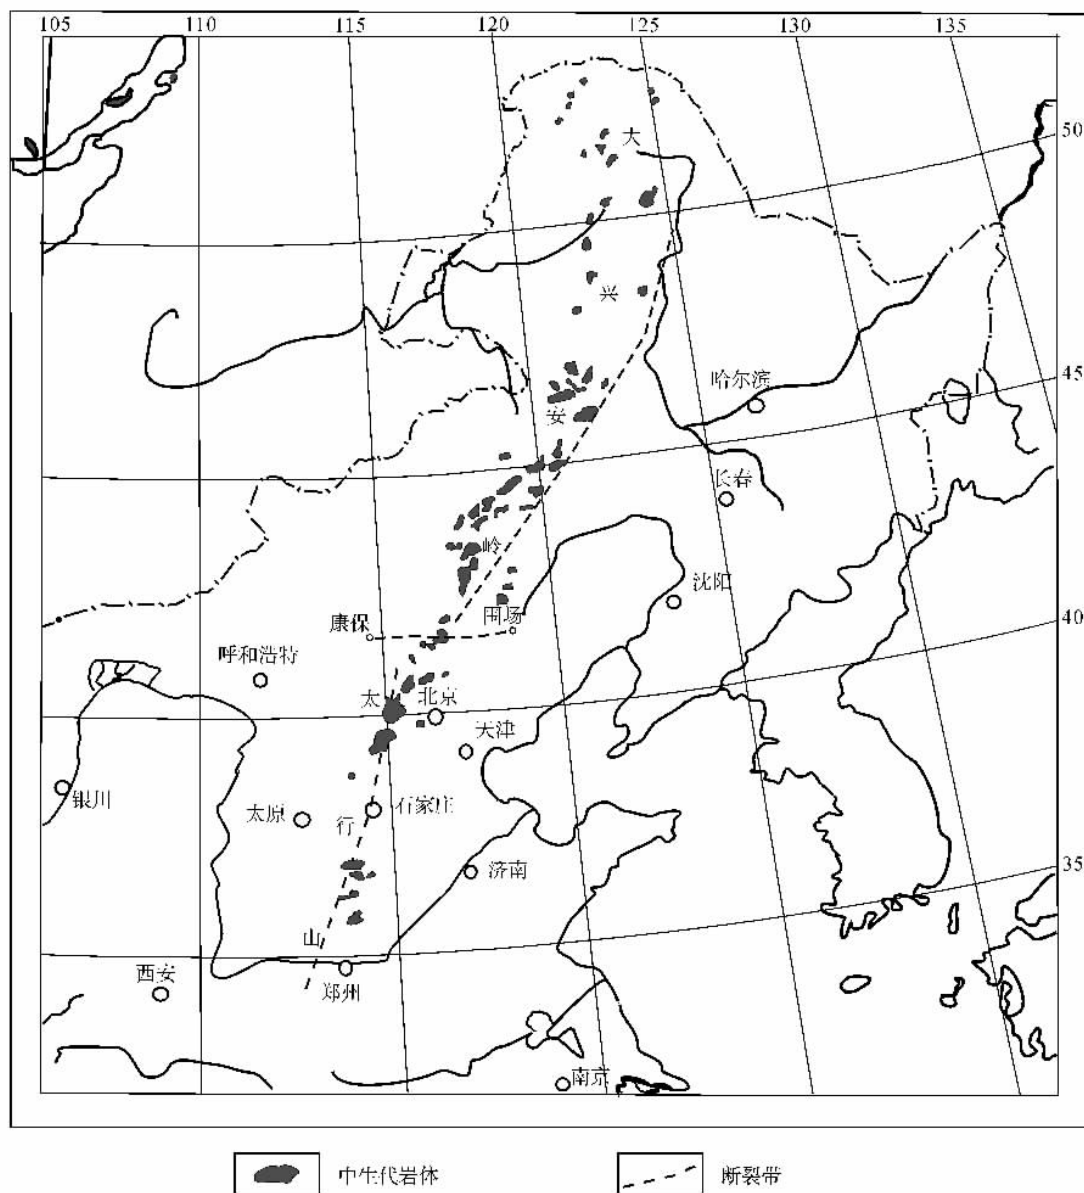 105 110 115 120 125 130 135
大
50
兴
45
哈尔滨
安
长春
岭
沈阳
围场
康保
40
呼和浩特
太 北京
天津
银川
太原 行 石家庄
35
济南
山
西安
郑州
南京
中生代岩体 断裂带